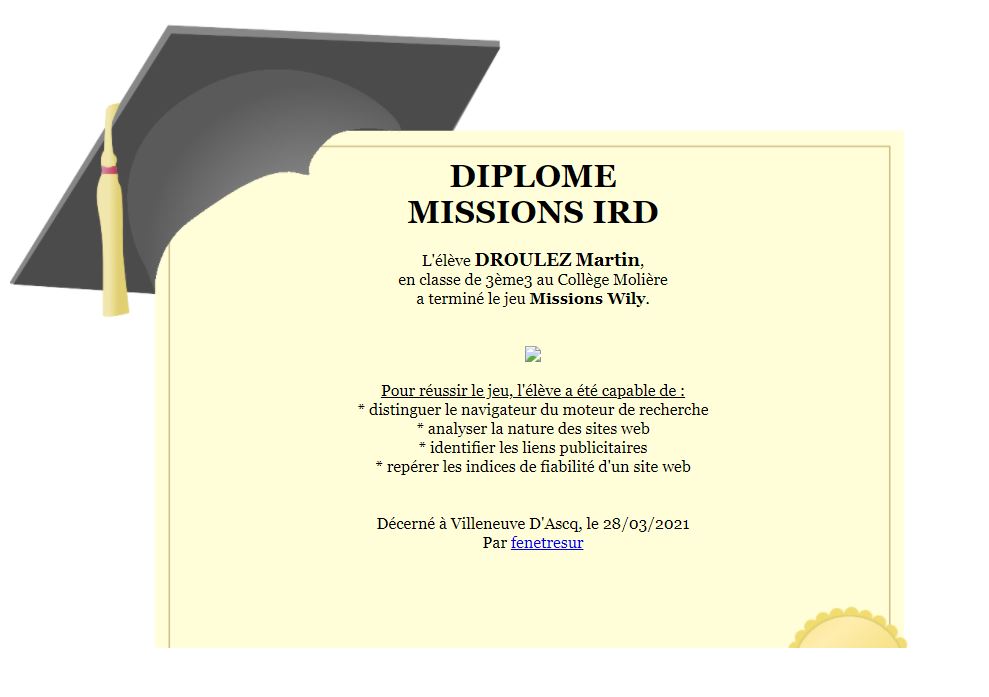 DIPLOME
MISSIONS IRD
L'élève DROULEZ Martin,
en classe de 3ème3 au Collège Molière
a terminé le jeu Missions Wily.
Pour réussir le jeu, l'élève a été capable de :
* distinguer le navigateur du moteur de recherche
* analyser la nature des sites web
* identifier les liens publicitaires
* repérer les indices de fiabilité d'un site web
Décerné à Villeneuve D'Ascq, le 28/03/2021
Par fenetresur